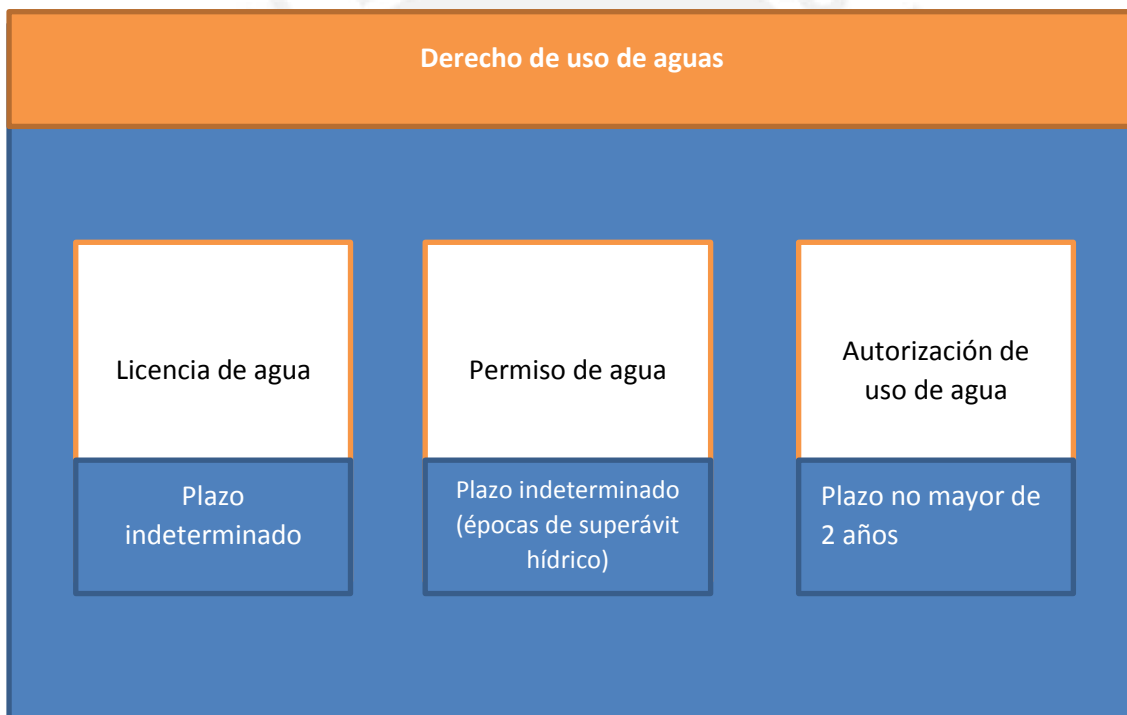 Derecho de uso de aguas
Licencia de agua
Plazo
indeterminado
Permiso de agua
Plazo indeterminado
(épocas de superávit
hídrico)
Autorización de
uso de agua
Plazo no mayor de
2 años